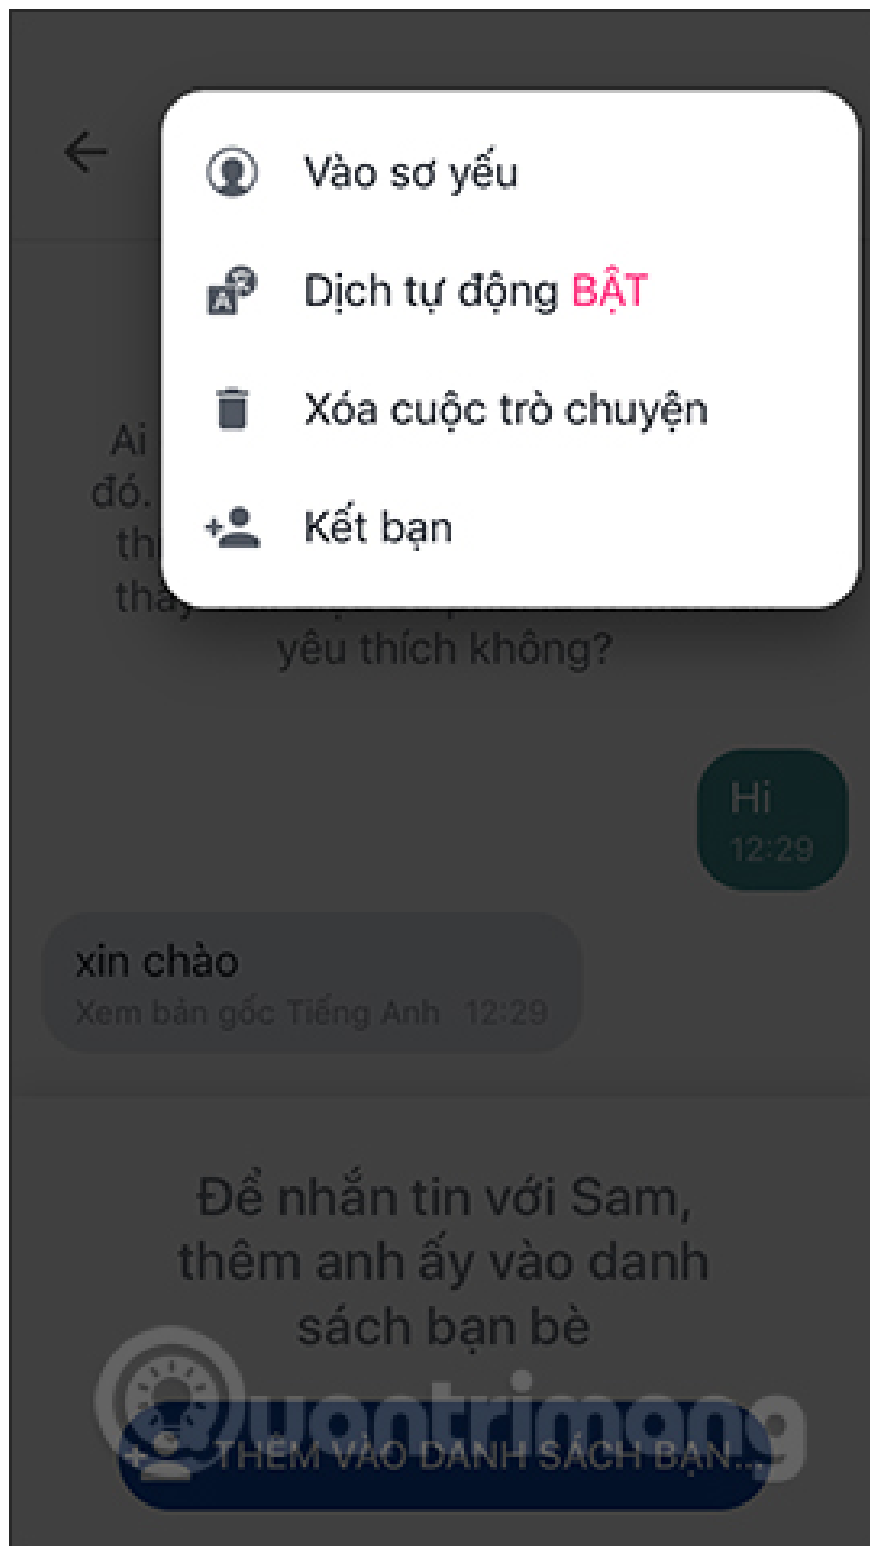 Vào sơ yếu
Dịch tự động BẬT
Xóa cuộc trò chuyện
Kết bạn
Ai
đó.
yêu thích không?
Hi
12:29
xin chào
Xem bản gốc Tiếng Anh 12:29
Để nhắn tin với Sam,
thêm anh ấy vào danh
sách bạn bè
THÊM VÀO DANH SÁCH BẠN...
Quantrimang